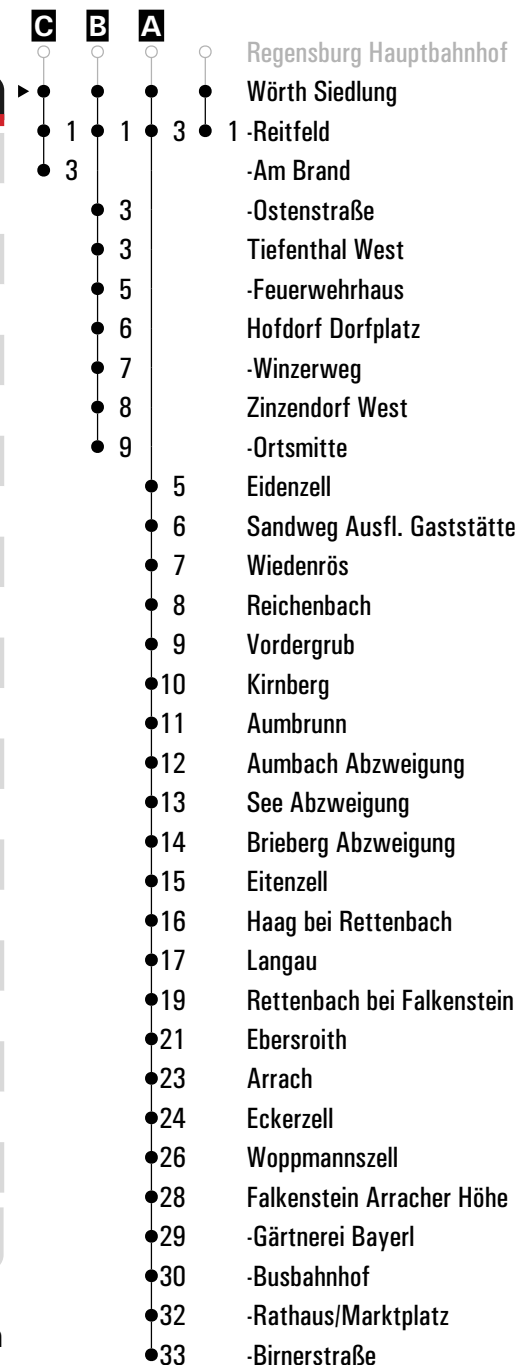 C B A
Regensburg Hauptbahnhof
Wörth Siedlung
1 1 3 1 -Reitfeld
3 -Am Brand
3 -Ostenstraße
3 Tiefenthal West
5 -Feuerwehrhaus
6 Hofdorf Dorfplatz
7 -Winzerweg
8 Zinzendorf West
9 -Ortsmitte
5 Eidenzell
6 Sandweg Ausfl. Gaststätte
7 Wiedenrös
8 Reichenbach
9 Vordergrub
10 Kirnberg
11 Aumbrunn
12 Aumbach Abzweigung
13 See Abzweigung
14 Brieberg Abzweigung
15 Eitenzell
16 Haag bei Rettenbach
17 Langau
19 Rettenbach bei Falkenstein
21 Ebersroith
23 Arrach
24 Eckerzell
26 Woppmannszell
28 Falkenstein Arracher Höhe
29 -Gärtnerei Bayerl
30 -Busbahnhof
32 -Rathaus/Marktplatz
33 -Birnerstraße